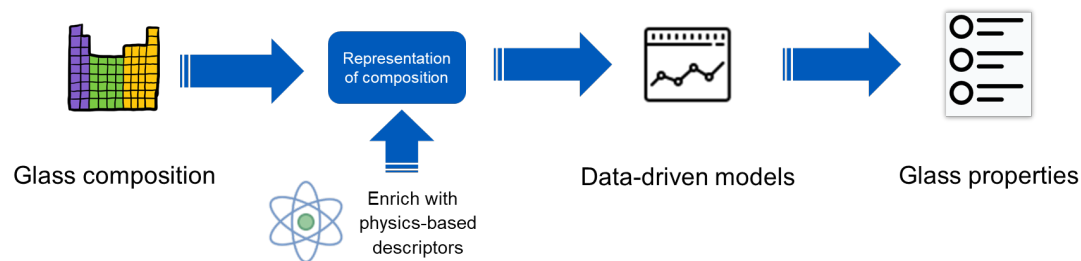 Representation
of composition
Glass composition
Data-driven models
Glass properties
Enrich with
physics-based
descriptors